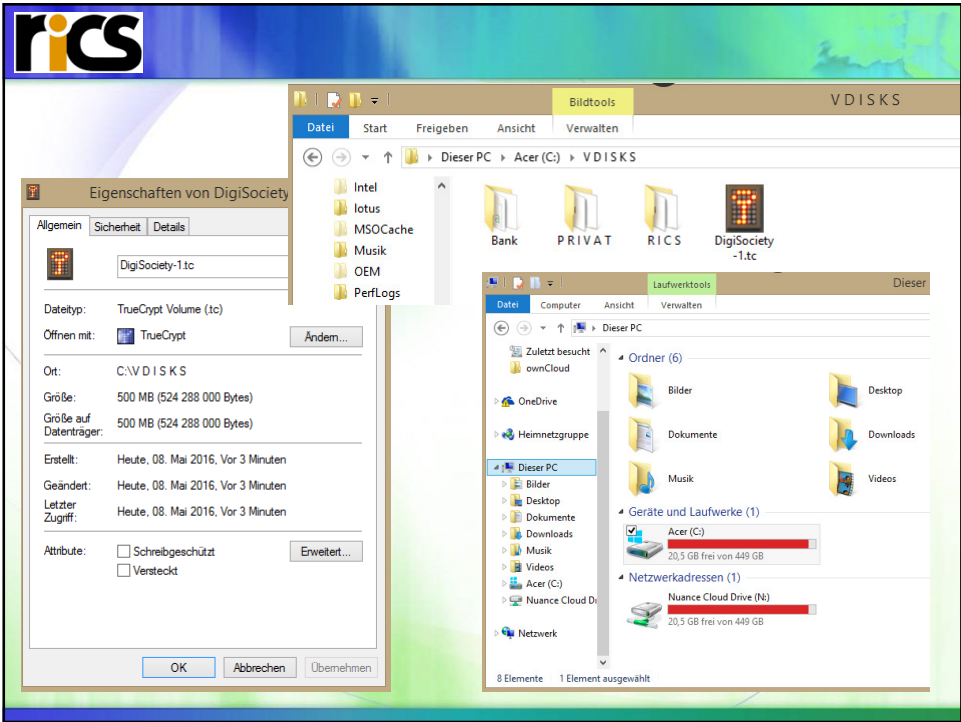 rics
Bildtools
V D I S K S
Datei Start Freigeben Ansicht Verwalten
Dieser PC Acer (C:) V D I S K S
Intel
lotus
MSOCache
Musik
OEM
PerfLogs
Bank
P R I V A T
R I C S
DigiSociety
-1.tc
Eigenschaften von DigiSociety
Allgemein Sicherheit Details
DigiSociety-1.tc
Dateityp: TrueCrypt Volume (.tc)
Öffnen mit: TrueCrypt Ändern...
Ort: C:\V D I S K S
Größe: 500 MB (524 288 000 Bytes)
Größe auf
Datenträger: 500 MB (524 288 000 Bytes)
Erstellt: Heute, 08. Mai 2016, Vor 3 Minuten
Geändert: Heute, 08. Mai 2016, Vor 3 Minuten
Letzter
Zugriff: Heute, 08. Mai 2016, Vor 3 Minuten
Attribute: Schreibgeschützt Erweitert...
Versteckt
OK Abbrechen Übernehmen
Laufwerktools
Dieser
Datei Computer Ansicht Verwalten
Dieser PC
Zuletzt besucht
ownCloud
OneDrive
Heimnetzgruppe
Dieser PC
Bilder
Desktop
Dokumente
Downloads
Musik
Videos
Acer (C:)
Nuance Cloud Dr
Netzwerk
Ordner (6)
Bilder
Desktop
Dokumente
Downloads
Musik
Videos
Geräte und Laufwerke (1)
Acer (C:)
20,5 GB frei von 449 GB
Netzwerkadressen (1)
Nuance Cloud Drive (N:)
20,5 GB frei von 449 GB
8 Elemente 1 Element ausgewählt